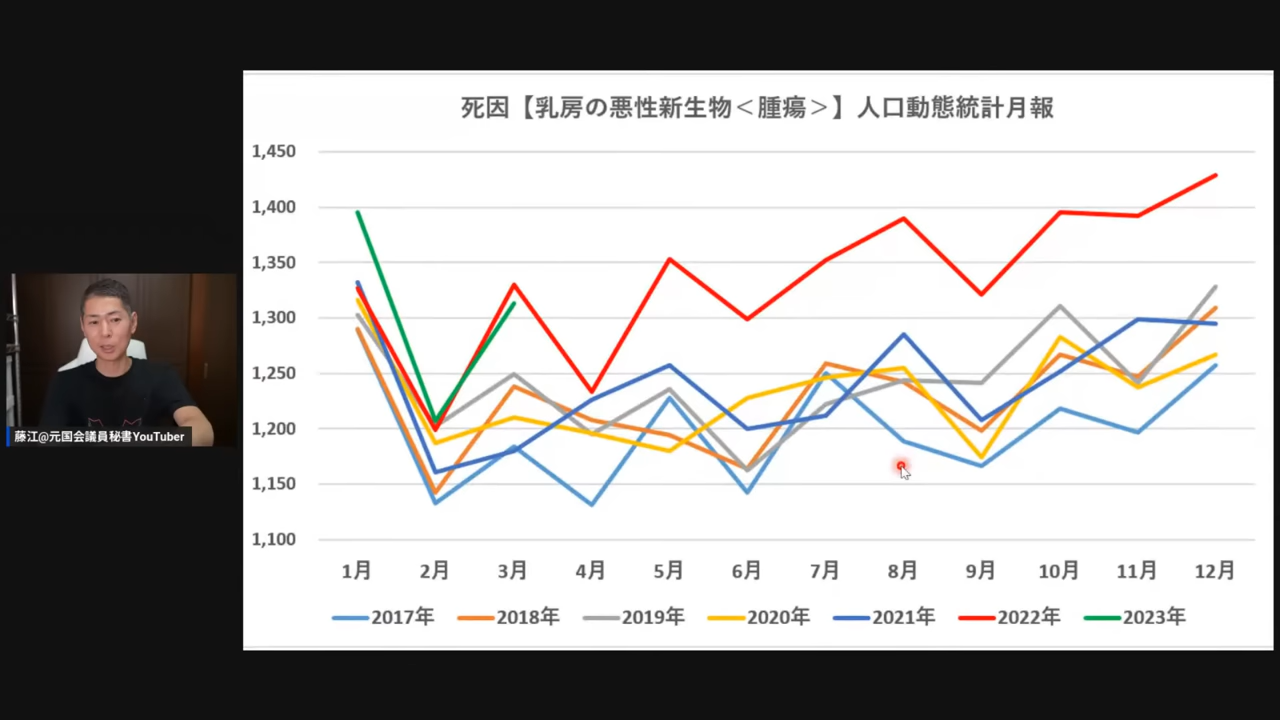 死因【乳房の悪性新生物＜腫瘍＞】人口動態統計月報
1,450
1,400
1,350
1,300
1,250
1,200
1,150
1,100
1月 2月 3月 4月 5月 6月 7月 8月 9月 10月 11月 12月
2017年 2018年 2019年 2020年 2021年 2022年 2023年
藤江@元国会議員秘書YouTuber